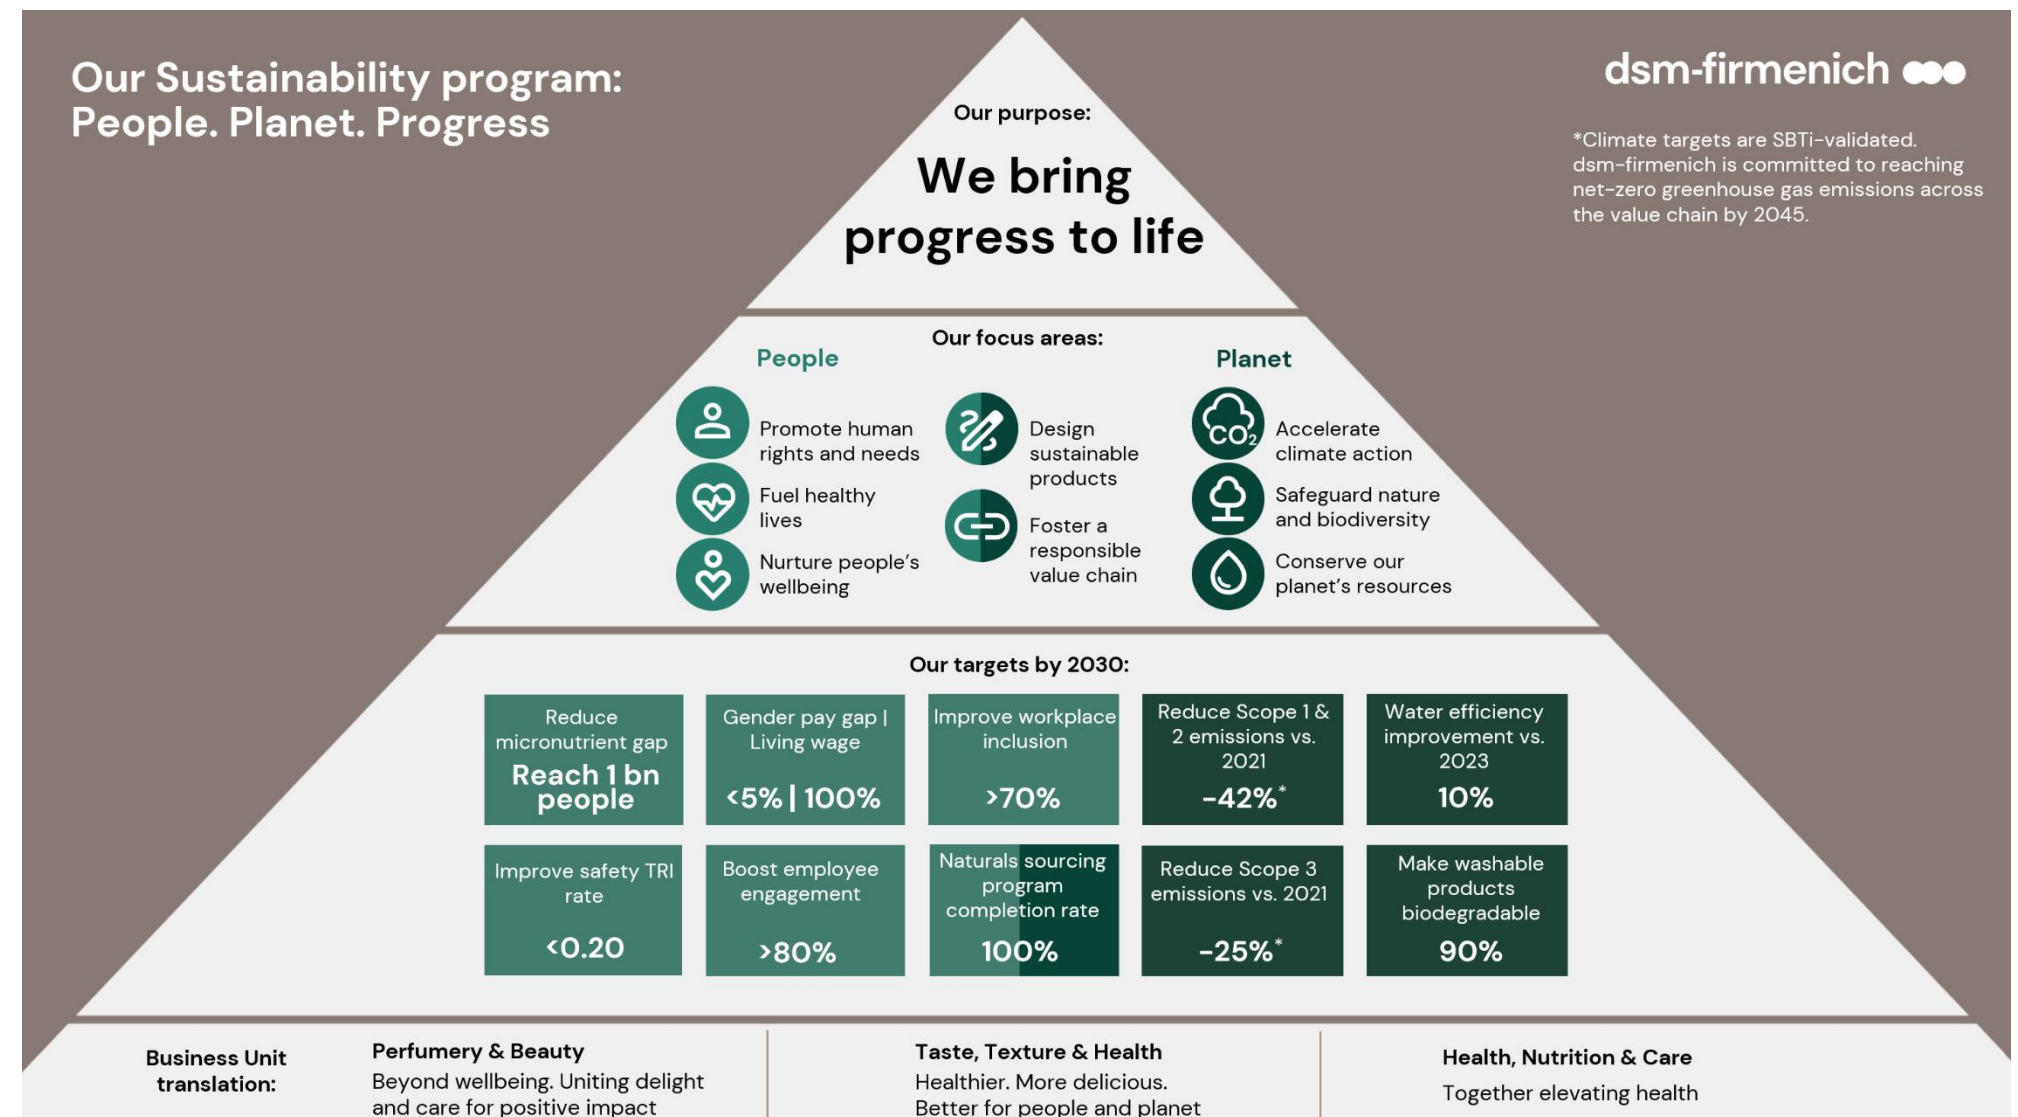 Our Sustainability program:
People. Planet. Progress
dsm-firmenich
*Climate targets are SBTi-validated.
dsm-firmenich is committed to reaching
net-zero greenhouse gas emissions across
the value chain by 2045.
Our purpose:
We bring
progress to life
Our focus areas:
People
Promote human
rights and needs
Fuel healthy
lives
Nurture people's
wellbeing
Design
sustainable
products
Foster a
responsible
value chain
Planet
CO₂
Accelerate
climate action
Safeguard nature
and biodiversity
Conserve our
planet's resources
Our targets by 2030:
Reduce
micronutrient gap
Reach 1 bn
people
Gender pay gap |
Living wage
<5% | 100%
Improve workplace
inclusion
>70%
Reduce Scope 1 &
2 emissions vs.
2021
-42%*
Water efficiency
improvement vs.
2023
10%
Improve safety TRI
rate
<0.20
Boost employee
engagement
>80%
Naturals sourcing
program
completion rate
100%
Reduce Scope 3
emissions vs. 2021
-25%*
Make washable
products
biodegradable
90%
Business Unit
translation:
Perfumery & Beauty
Beyond wellbeing. Uniting delight
and care for positive impact
Taste, Texture & Health
Healthier. More delicious.
Better for people and planet
Health, Nutrition & Care
Together elevating health